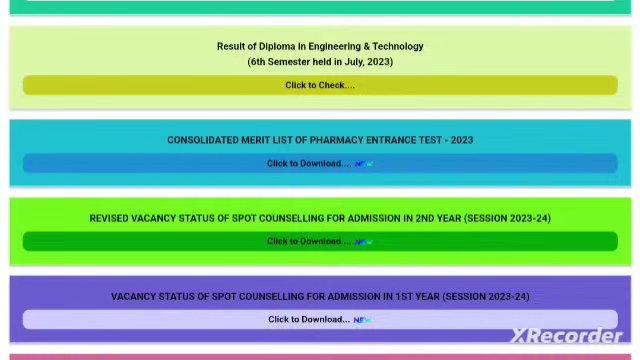 Result of Diploma in Engineering & Technology
(6th Semester held in July, 2023)
Click to Check....
CONSOLIDATED MERIT LIST OF PHARMACY ENTRANCE TEST - 2023
Click to Download.... NEW
REVISED VACANCY STATUS OF SPOT COUNSELLING FOR ADMISSION IN 2ND YEAR (SESSION 2023-24)
Click to Download.... NEW
VACANCY STATUS OF SPOT COUNSELLING FOR ADMISSION IN 1ST YEAR (SESSION 2023-24)
Click to Download... NEW
XRecorder